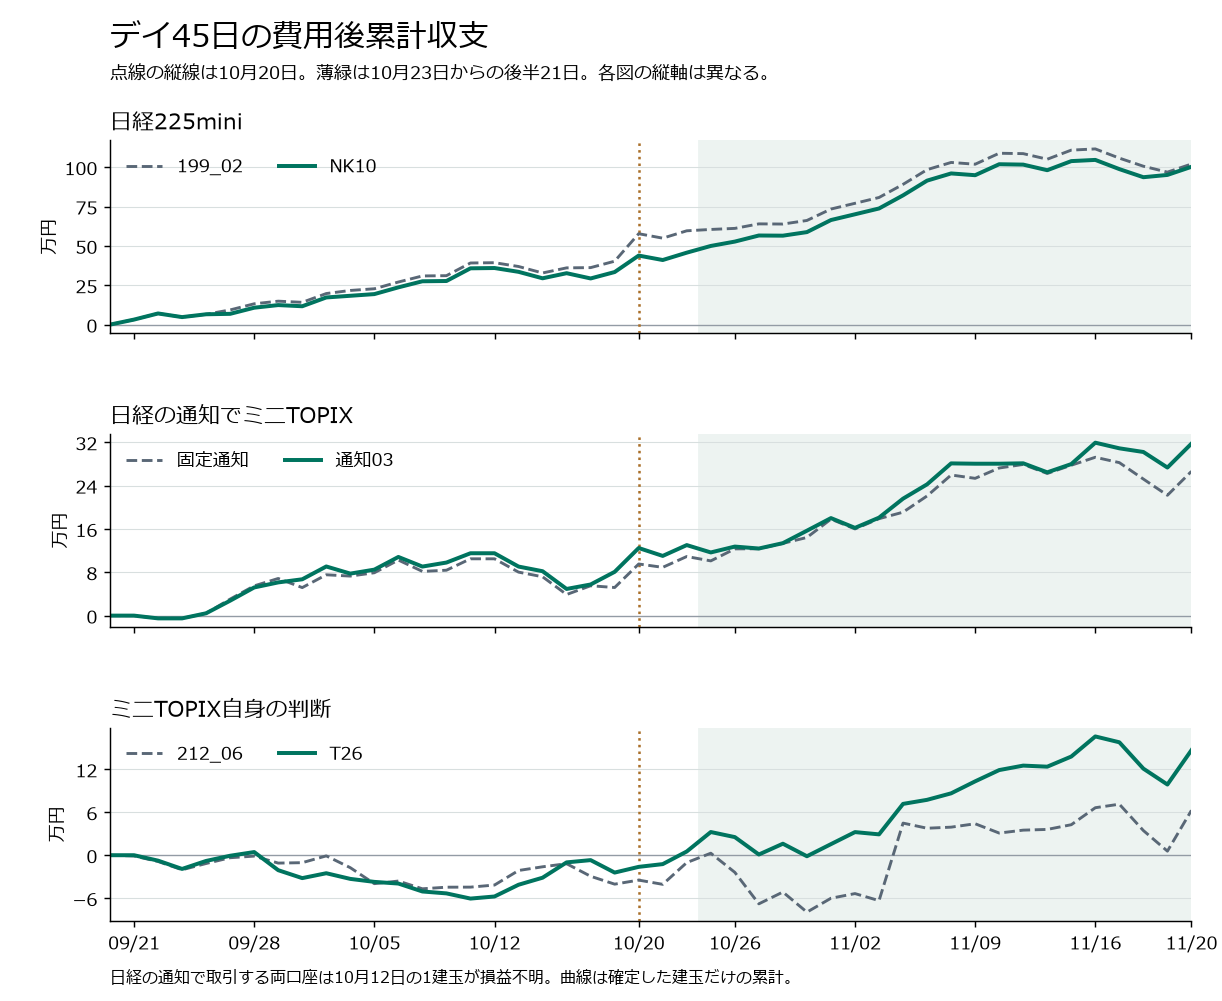 デイ45日の費用後累計収支
点線の縦線は10月20日。薄緑は10月23日からの後半21日。各図の縦軸は異なる。
日経225mini
199_02 NK10
100
75
50
25
0
万円
日経の通知でミニTOPIX
固定通知 通知03
32
24
16
8
0
万円
ミニTOPIX自身の判断
212_06 T26
12
6
0
−6
万円
09/21 09/28 10/05 10/12 10/20 10/26 11/02 11/09 11/16 11/20
日経の通知で取引する両口座は10月12日の1建玉が損益不明。曲線は確定した建玉だけの累計。